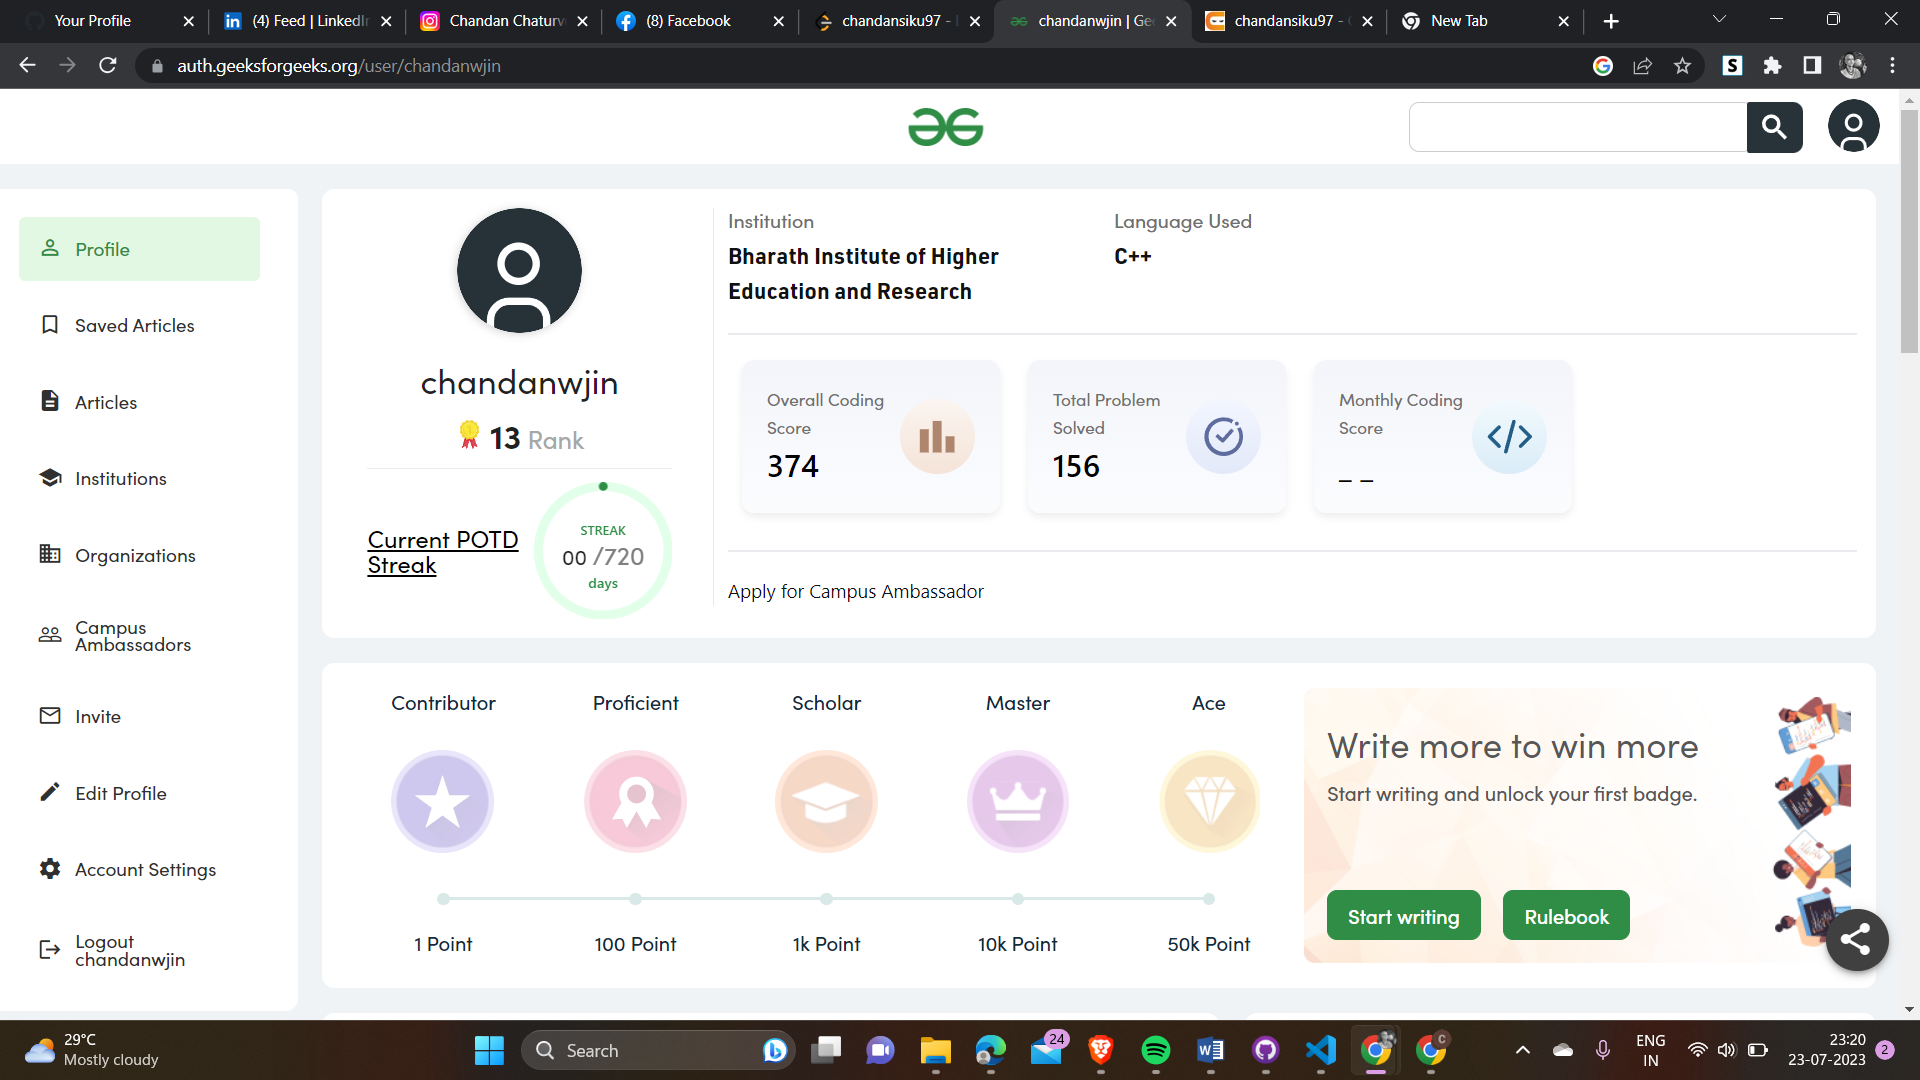 Your Profile
(4) Feed | LinkedIn
Chandan Chaturv
(8) Facebook
chandansiku97 -
chandanwjin | Gee
chandansiku97 -
New Tab
auth.geeksforgeeks.org/user/chandanwjin
Profile
Saved Articles
Articles
Institutions
Organizations
Campus
Ambassadors
Invite
Edit Profile
Account Settings
Logout
chandanwjin
chandanwjin
13 Rank
Current POTD
Streak
STREAK
00 /720
days
Institution
Bharath Institute of Higher
Education and Research
Language Used
C++
Overall Coding
Score
374
Total Problem
Solved
156
Monthly Coding
Score
_ _
Apply for Campus Ambassador
Contributor
Proficient
Scholar
Master
Ace
1 Point
100 Point
1k Point
10k Point
50k Point
Write more to win more
Start writing and unlock your first badge.
Start writing
Rulebook
29°C
Mostly cloudy
Search
24
C
ENG
IN
23:20
23-07-2023
2